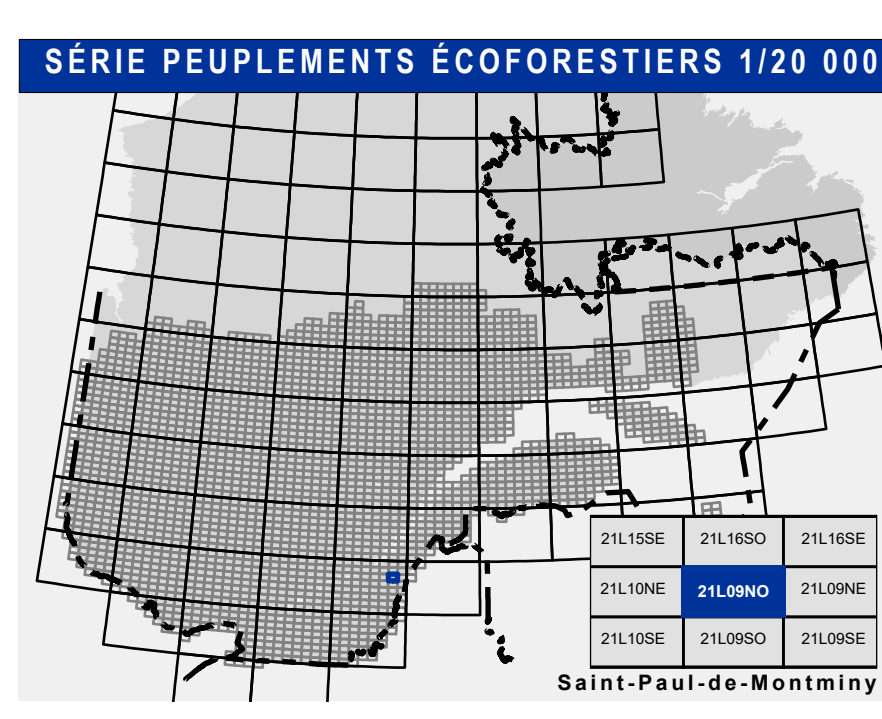 SÉRIE PEUPLEMENTS ÉCOFORESTIERS 1/20 000
21L15SE 21L16SO 21L16SE
21L10NE 21L09NO 21L09NE
21L10SE 21L09SO 21L09SE
Saint-Paul-de-Montminy